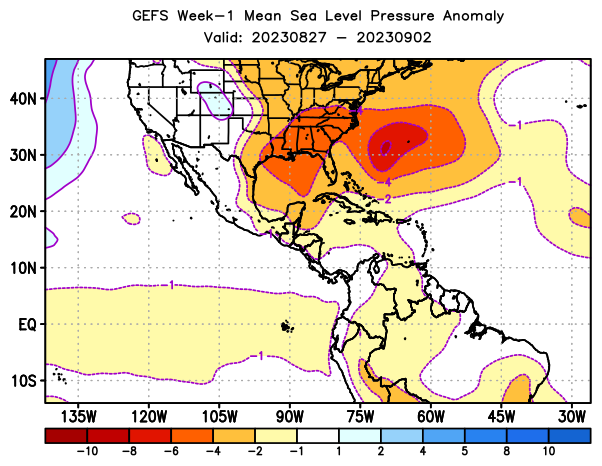 GEFS Week−1 Mean Sea Level Pressure Anomaly
Valid: 20230827 − 20230902
40N
30N
20N
10N
EQ
10S
−4
−1
−4
−1
−2
−1
−1
−1
135W 120W 105W 90W 75W 60W 45W 30W
−10 −8 −6 −4 −2 −1 1 2 4 6 8 10